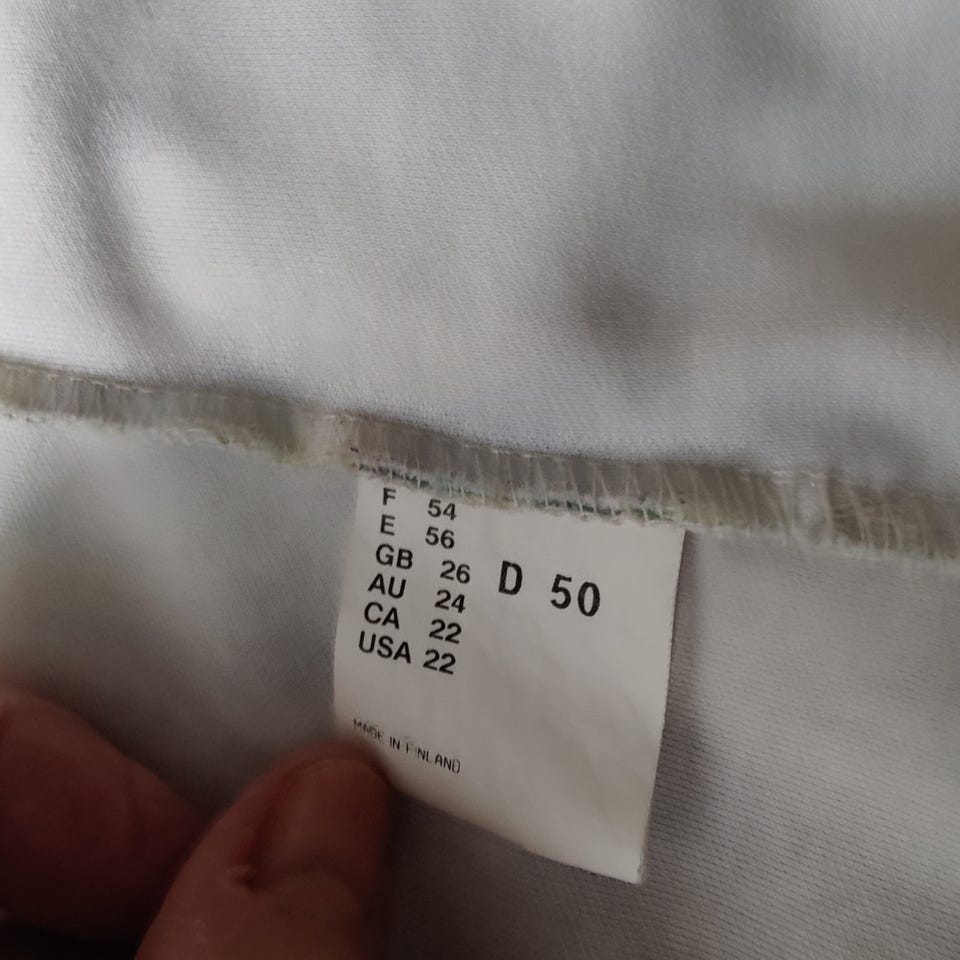 F 54
E 56
GB 26
D 50
AU 24
CA 22
USA 22
MADE IN FINLAND